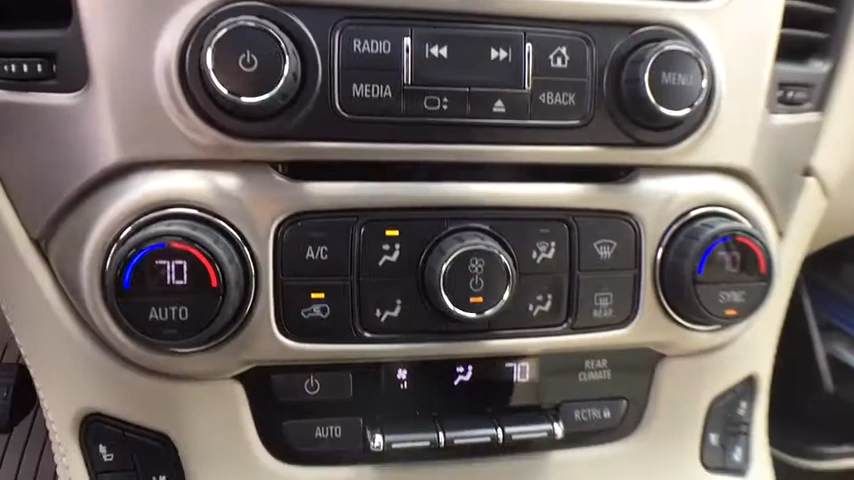 RADIO
MEDIA
BACK
MENU
A/C
70
AUTO
REAR
70
SYNC
70
REAR
CLIMATE
AUTO
RCTRL